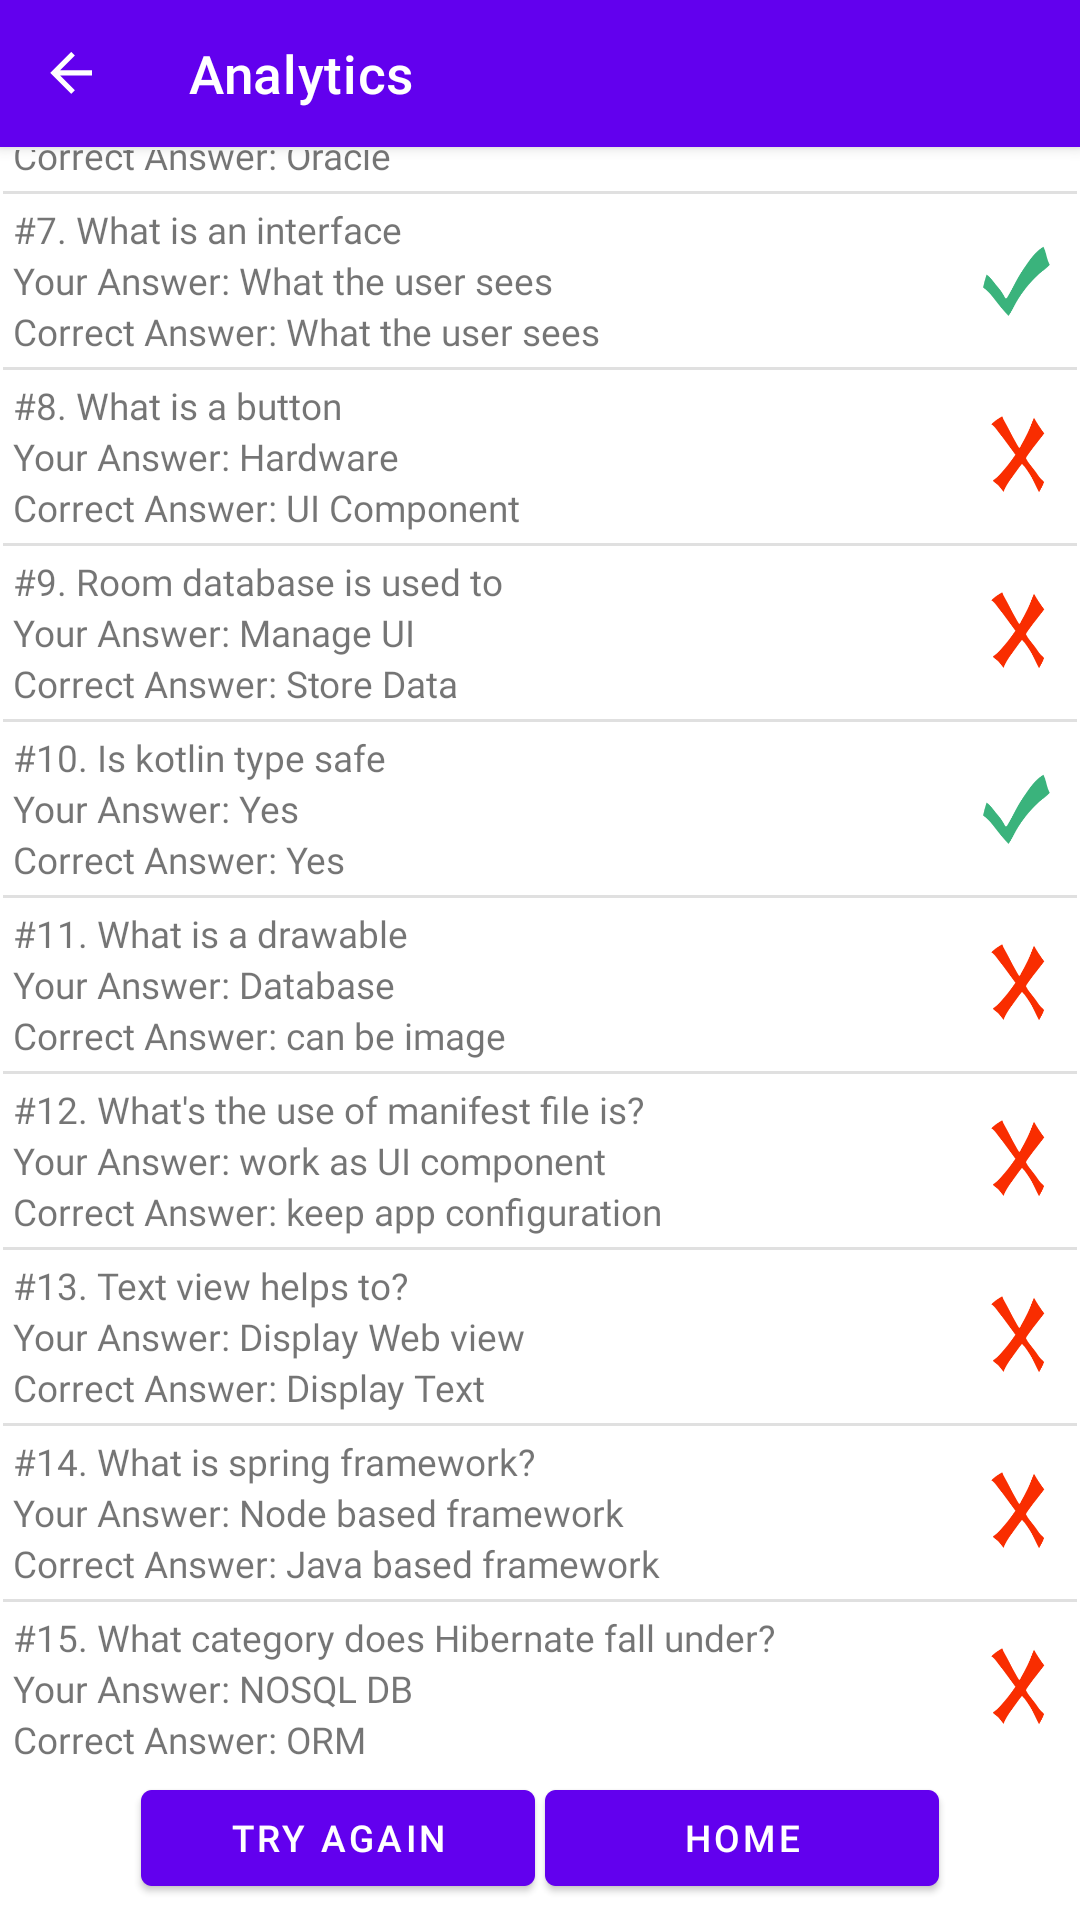 Analytics
Correct Answer: Oracle
#7. What is an interface
Your Answer: What the user sees
Correct Answer: What the user sees
#8. What is a button
Your Answer: Hardware
Correct Answer: UI Component
#9. Room database is used to
Your Answer: Manage UI
Correct Answer: Store Data
#10. Is kotlin type safe
Your Answer: Yes
Correct Answer: Yes
#11. What is a drawable
Your Answer: Database
Correct Answer: can be image
#12. What's the use of manifest file is?
Your Answer: work as UI component
Correct Answer: keep app configuration
#13. Text view helps to?
Your Answer: Display Web view
Correct Answer: Display Text
#14. What is spring framework?
Your Answer: Node based framework
Correct Answer: Java based framework
#15. What category does Hibernate fall under?
Your Answer: NOSQL DB
Correct Answer: ORM
TRY AGAIN
HOME